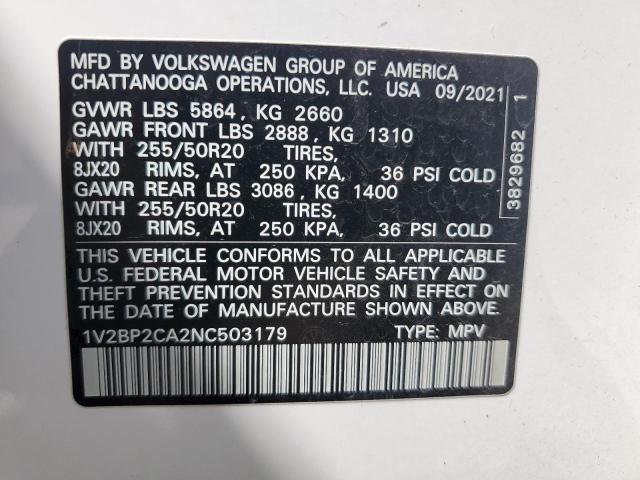 MFD BY VOLKSWAGEN GROUP OF AMERICA
CHATTANOOGA OPERATIONS, LLC. USA 09/2021
GVWR LBS 5864, KG 2660
GAWR FRONT LBS 2888, KG 1310
WITH 255/50R20 TIRES,
8JX20 RIMS, AT 250 KPA, 36 PSI COLD
GAWR REAR LBS 3086, KG 1400
WITH 255/50R20 TIRES,
8JX20 RIMS, AT 250 KPA, 36 PSI COLD
THIS VEHICLE CONFORMS TO ALL APPLICABLE
U.S. FEDERAL MOTOR VEHICLE SAFETY AND
THEFT PREVENTION STANDARDS IN EFFECT ON
THE DATE OF MANUFACTURE SHOWN ABOVE.
1V2BP2CA2NC503179 TYPE: MPV
3829682 1